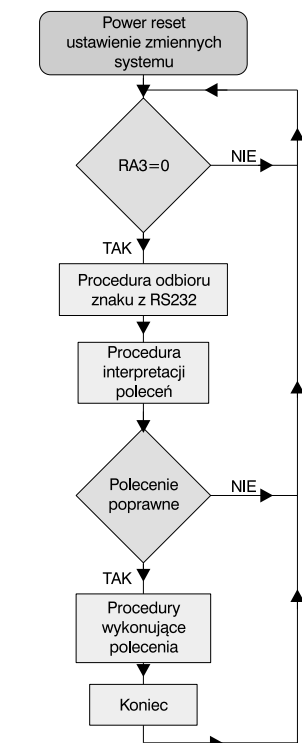 Power reset
ustawienie zmiennych
systemu
RA3=0
NIE
TAK
Procedura odbioru
znaku z RS232
Procedura
interpretacji
poleceń
Polecenie
poprawne
NIE
TAK
Procedury
wykonujące
polecenia
Koniec